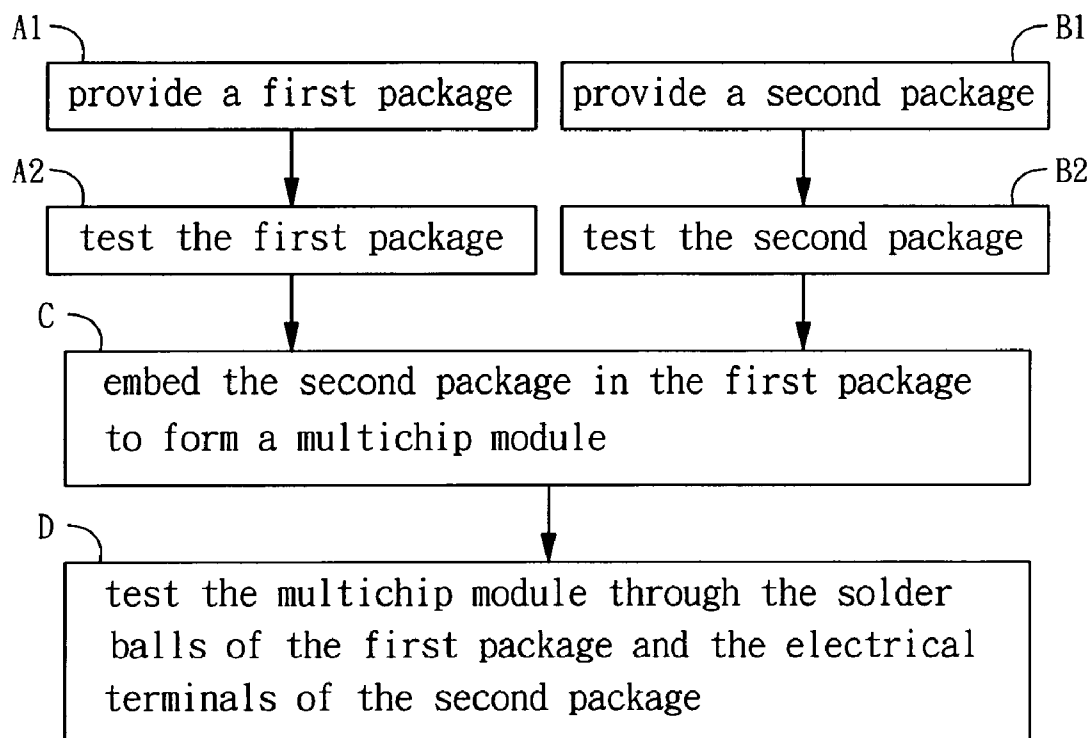 A1
B1
provide a first package
provide a second package
A2
B2
test the first package
test the second package
C
embed the second package in the first package
to form a multichip module
D
test the multichip module through the solder
balls of the first package and the electrical
terminals of the second package